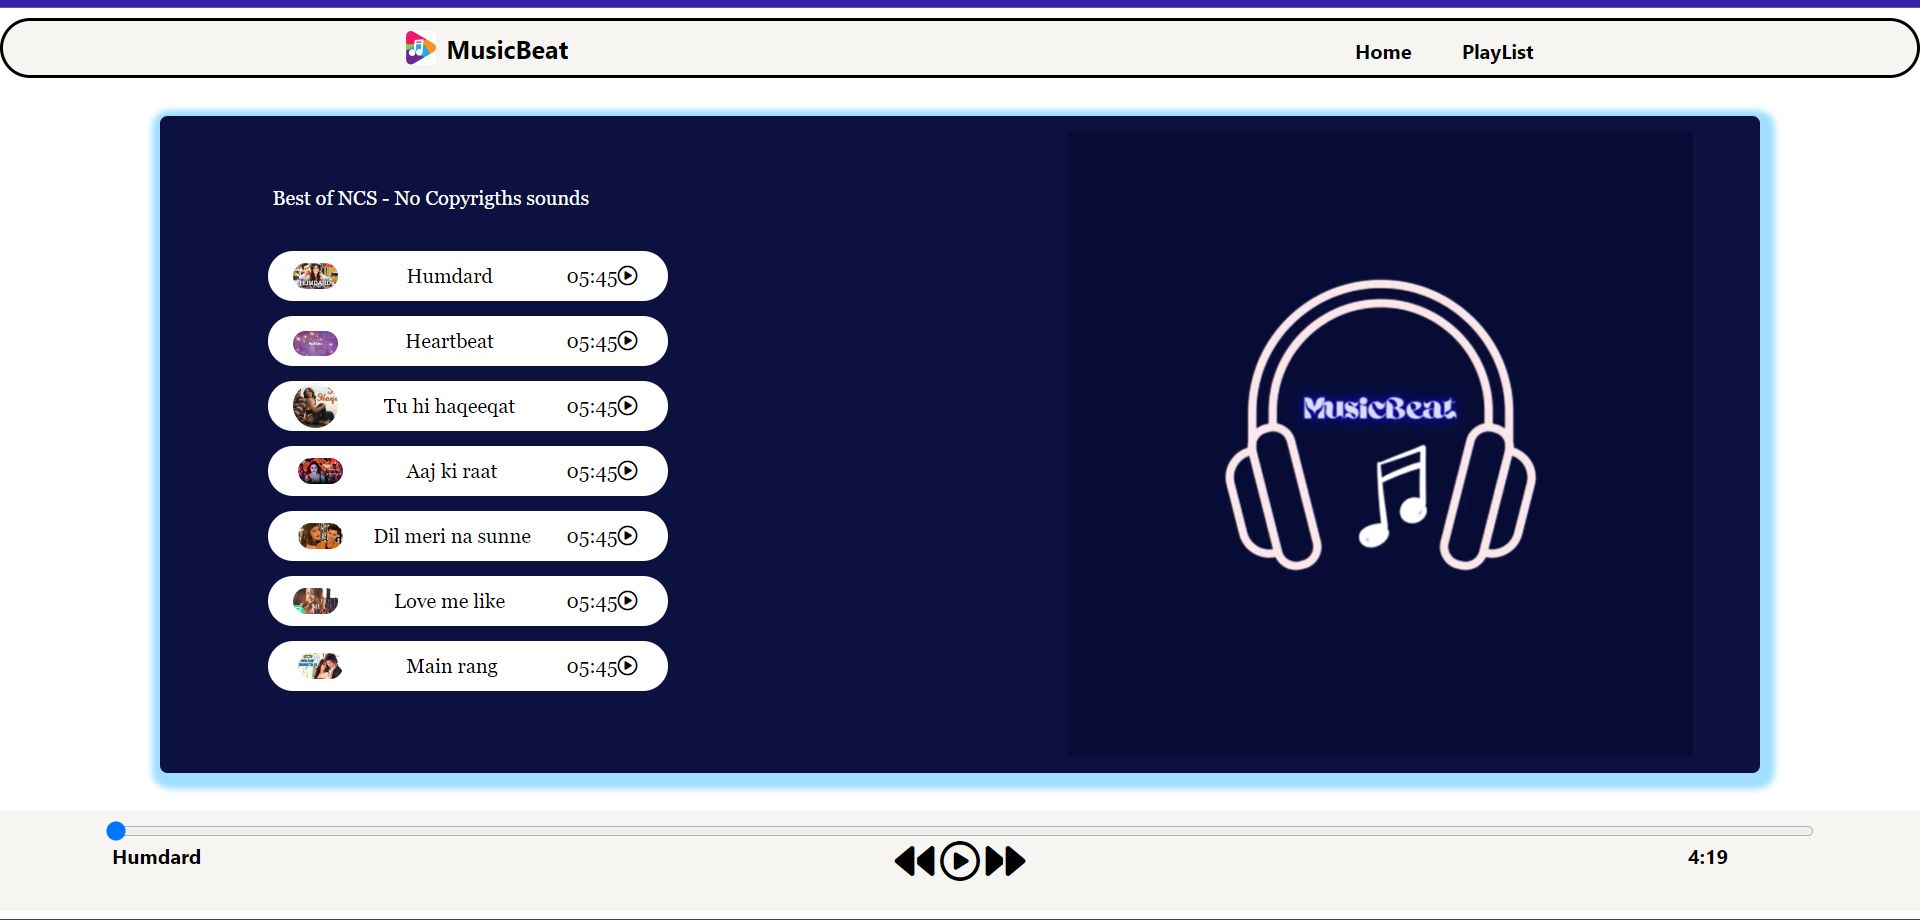 MusicBeat
Home PlayList
Best of NCS - No Copyrigths sounds
HUMDARD
Humdard 05:45
Heartbeat 05:45
Tu hi haqeeqat 05:45
Aaj ki raat 05:45
Dil meri na sunne 05:45
Love me like 05:45
Main rang 05:45
MusicBeat
Humdard 4:19